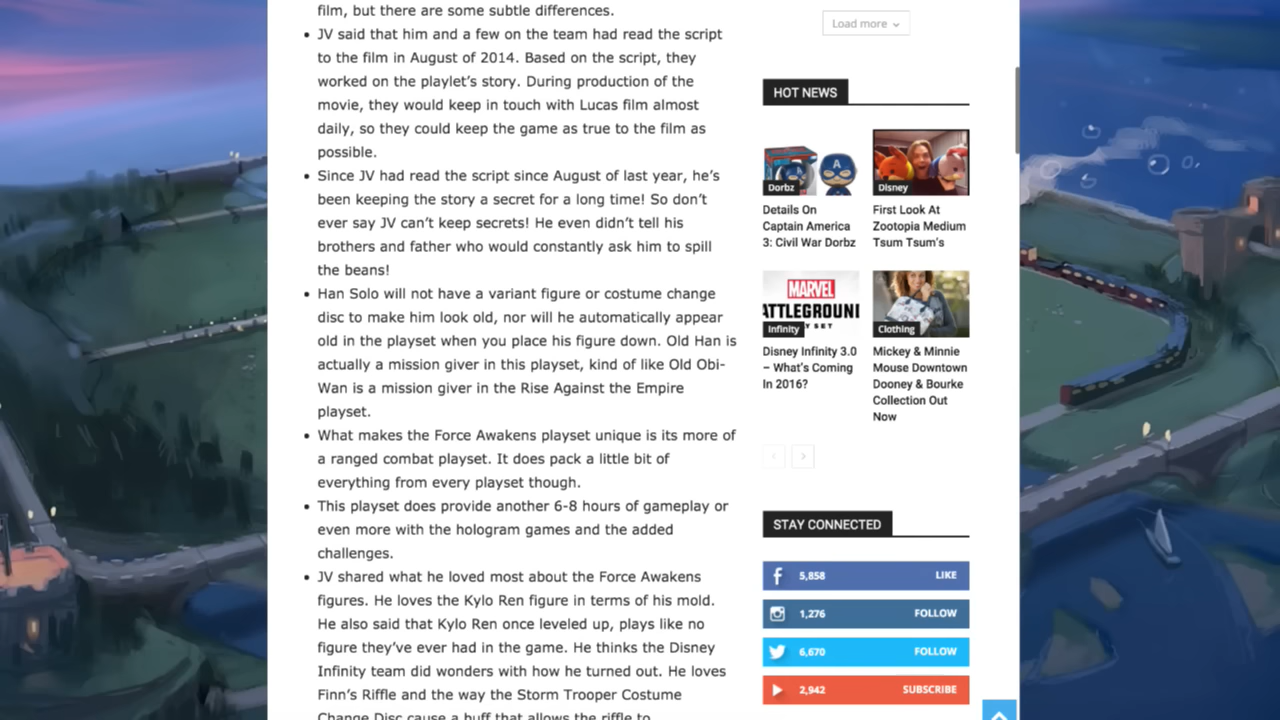 film, but there are some subtle differences.
• JV said that him and a few on the team had read the script
to the film in August of 2014. Based on the script, they
worked on the playlet’s story. During production of the
movie, they would keep in touch with Lucas film almost
daily, so they could keep the game as true to the film as
possible.
• Since JV had read the script since August of last year, he’s
been keeping the story a secret for a long time! So don’t
ever say JV can’t keep secrets! He even didn’t tell his
brothers and father who would constantly ask him to spill
the beans!
• Han Solo will not have a variant figure or costume change
disc to make him look old, nor will he automatically appear
old in the playset when you place his figure down. Old Han is
actually a mission giver in this playset, kind of like Old Obi-
Wan is a mission giver in the Rise Against the Empire
playset.
• What makes the Force Awakens playset unique is its more of
a ranged combat playset. It does pack a little bit of
everything from every playset though.
• This playset does provide another 6-8 hours of gameplay or
even more with the hologram games and the added
challenges.
• JV shared what he loved most about the Force Awakens
figures. He loves the Kylo Ren figure in terms of his mold.
He also said that Kylo Ren once leveled up, plays like no
figure they’ve ever had in the game. He thinks the Disney
Infinity team did wonders with how he turned out. He loves
Finn’s Riffle and the way the Storm Trooper Costume
Change Disc cause a buff that allows the riffle to
Load more
HOT NEWS
Dorbz
Details On
Captain America
3: Civil War Dorbz
Disney
First Look At
Zootopia Medium
Tsum Tsum’s
MARVEL
ATTLEGROUN
Y SET
Infinity
Disney Infinity 3.0
– What’s Coming
In 2016?
Clothing
Mickey & Minnie
Mouse Downtown
Dooney & Bourke
Collection Out
Now
STAY CONNECTED
5,858 LIKE
1,276 FOLLOW
6,670 FOLLOW
2,942 SUBSCRIBE